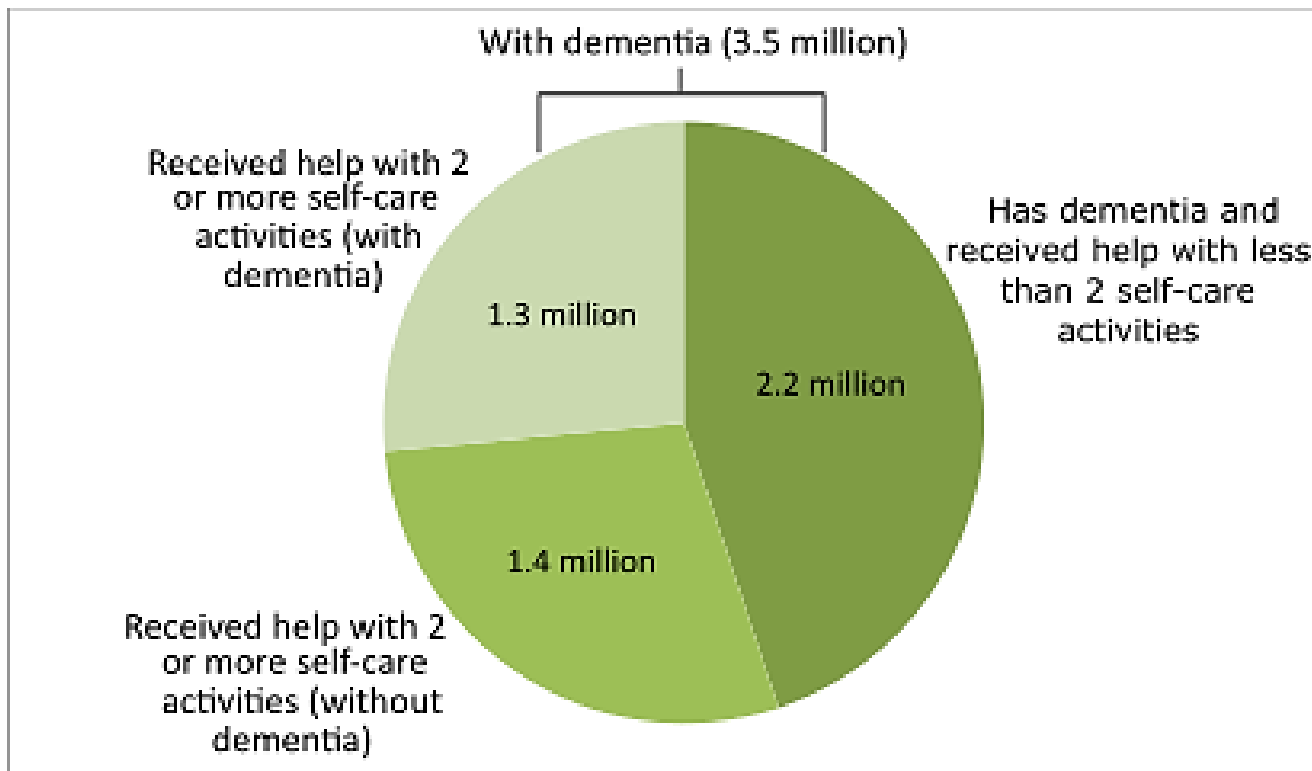 With dementia (3.5 million)
Received help with 2
or more self-care
activities (with
dementia)
Has dementia and
received help with less
than 2 self-care
activities
1.3 million
2.2 million
1.4 million
Received help with 2
or more self-care
activities (without
dementia)